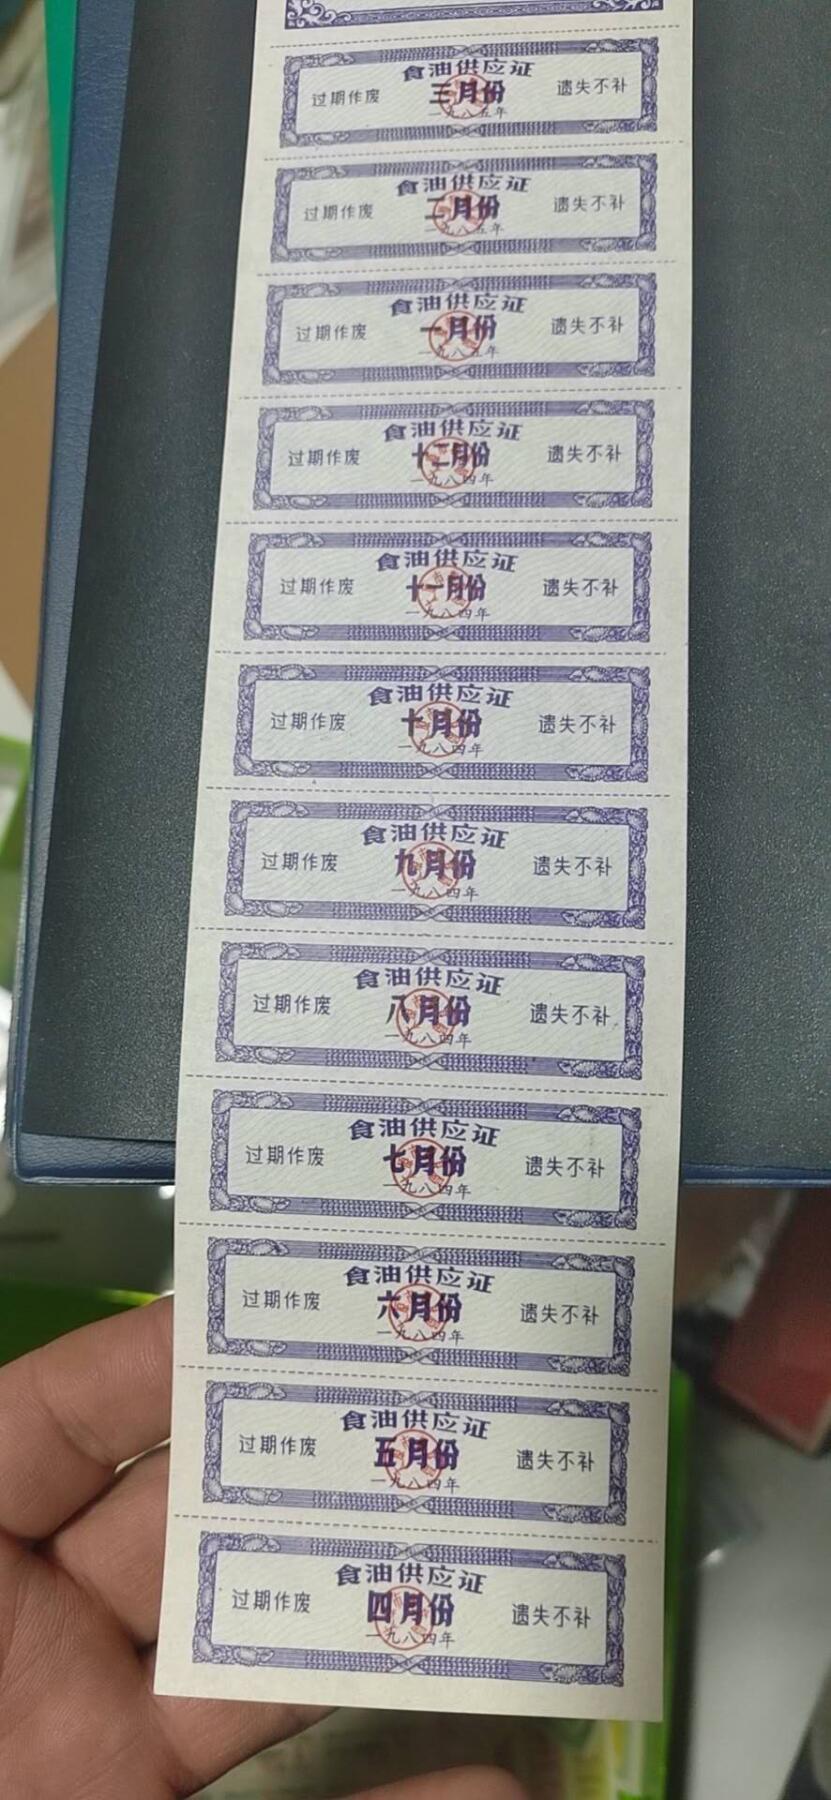 食油供应证
过期作废 三月份 遗失不补
一九八五年
食油供应证
过期作废 二月份 遗失不补
一九八五年
食油供应证
过期作废 一月份 遗失不补
一九八五年
食油供应证
过期作废 十二月份 遗失不补
一九八四年
食油供应证
过期作废 十一月份 遗失不补
一九八四年
食油供应证
过期作废 十月份 遗失不补
一九八四年
食油供应证
过期作废 九月份 遗失不补
一九八四年
食油供应证
过期作废 八月份 遗失不补
一九八四年
食油供应证
过期作废 七月份 遗失不补
一九八四年
食油供应证
过期作废 六月份 遗失不补
一九八四年
食油供应证
过期作废 五月份 遗失不补
一九八四年
食油供应证
过期作废 四月份 遗失不补
一九八四年